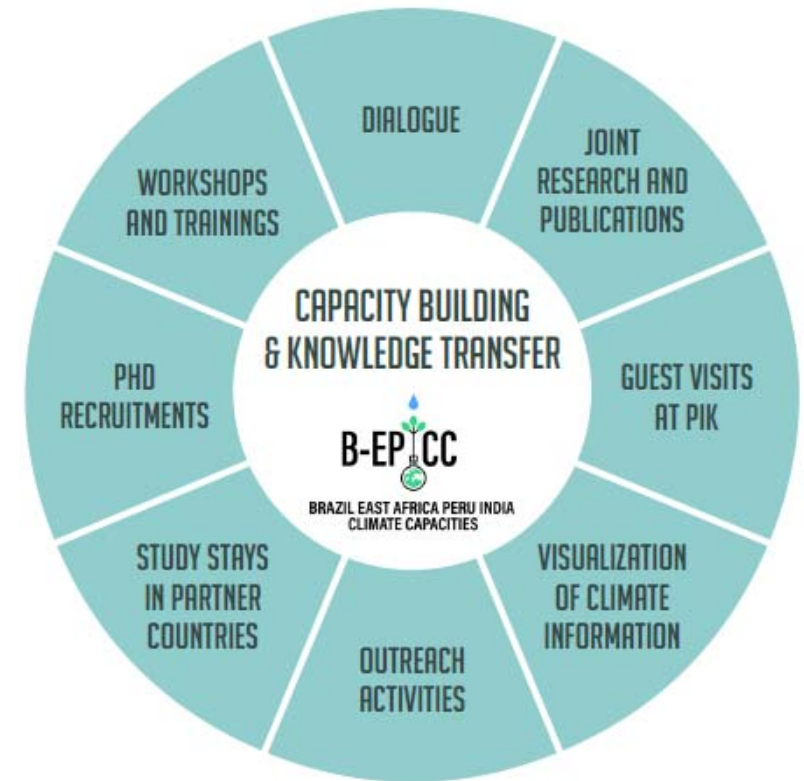 DIALOGUE
JOINT
RESEARCH AND
PUBLICATIONS
GUEST VISITS
AT PIK
VISUALIZATION
OF CLIMATE
INFORMATION
OUTREACH
ACTIVITIES
STUDY STAYS
IN PARTNER
COUNTRIES
PHD
RECRUITMENTS
WORKSHOPS
AND TRAININGS
CAPACITY BUILDING
& KNOWLEDGE TRANSFER
B-EPICC
BRAZIL EAST AFRICA PERU INDIA
CLIMATE CAPACITIES